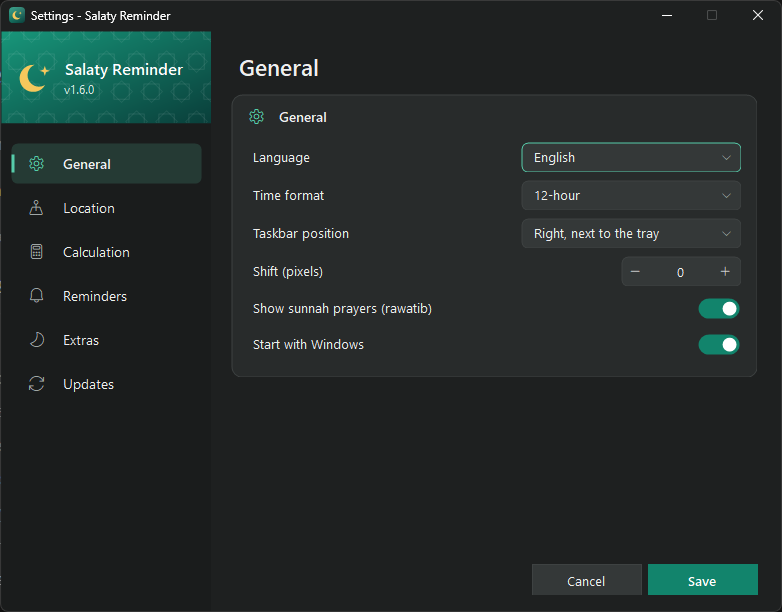 Settings - Salaty Reminder
Salaty Reminder
v1.6.0
General
Location
Calculation
Reminders
Extras
Updates
General
General
Language
English
Time format
12-hour
Taskbar position
Right, next to the tray
Shift (pixels)
− 0 +
Show sunnah prayers (rawatib)
Start with Windows
Cancel
Save